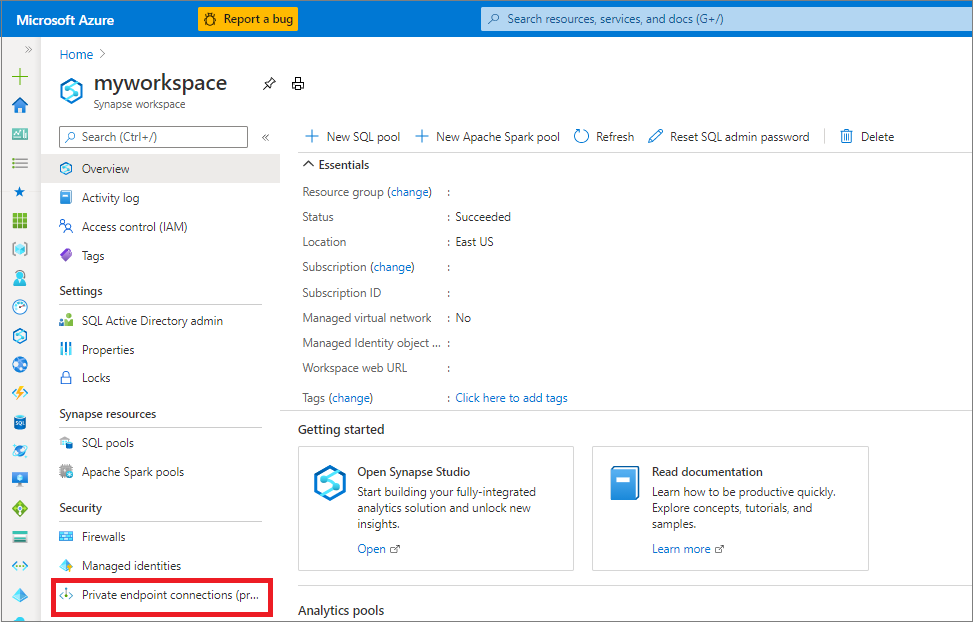 Microsoft Azure
Report a bug
Search resources, services, and docs (G+/)
Home
myworkspace
Synapse workspace
Search (Ctrl+/)
Overview
Activity log
Access control (IAM)
Tags
Settings
SQL Active Directory admin
Properties
Locks
Synapse resources
SQL pools
Apache Spark pools
Security
Firewalls
Managed identities
Private endpoint connections (pr...
New SQL pool
New Apache Spark pool
Refresh
Reset SQL admin password
Delete
Essentials
Resource group (change) :
Status : Succeeded
Location : East US
Subscription (change) :
Subscription ID :
Managed virtual network : No
Managed Identity object ... :
Workspace web URL :
Tags (change) : Click here to add tags
Getting started
Open Synapse Studio
Start building your fully-integrated
analytics solution and unlock new
insights.
Open
Read documentation
Learn how to be productive quickly.
Explore concepts, tutorials, and
samples.
Learn more
Analytics pools